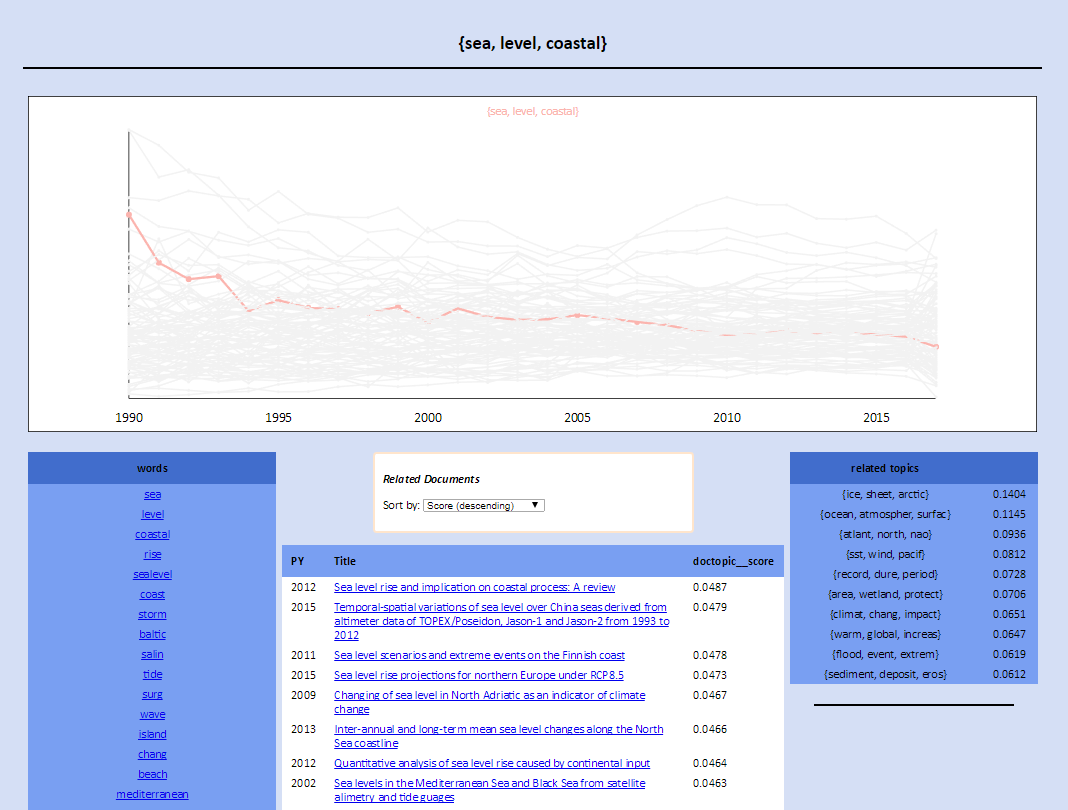 {sea, level, coastal}
{sea, level, coastal}
1990 1995 2000 2005 2010 2015
words
sea
level
coastal
rise
sealevel
coast
storm
baltic
salin
tide
surg
wave
island
chang
beach
mediterranean
Related Documents
Sort by: Score (descending)
PY Title doctopic__score
2012 Sea level rise and implication on coastal process: A review 0.0487
2015 Temporal-spatial variations of sea level over China seas derived from 0.0479
altimeter data of TOPEX/Poseidon, Jason-1 and Jason-2 from 1993 to
2012
2011 Sea level scenarios and extreme events on the Finnish coast 0.0478
2015 Sea level rise projections for northern Europe under RCP8.5 0.0473
2009 Changing of sea level in North Adriatic as an indicator of climate 0.0467
change
2013 Inter-annual and long-term mean sea level changes along the North 0.0466
Sea coastline
2012 Quantitative analysis of sea level rise caused by continental input 0.0464
2002 Sea levels in the Mediterranean Sea and Black Sea from satellite 0.0463
alimetry and tide guages
related topics
{ice, sheet, arctic} 0.1404
{ocean, atmospher, surfac} 0.1145
{atlant, north, nao} 0.0936
{sst, wind, pacif} 0.0812
{record, dure, period} 0.0728
{area, wetland, protect} 0.0706
{climat, chang, impact} 0.0651
{warm, global, increas} 0.0647
{flood, event, extrem} 0.0619
{sediment, deposit, eros} 0.0612